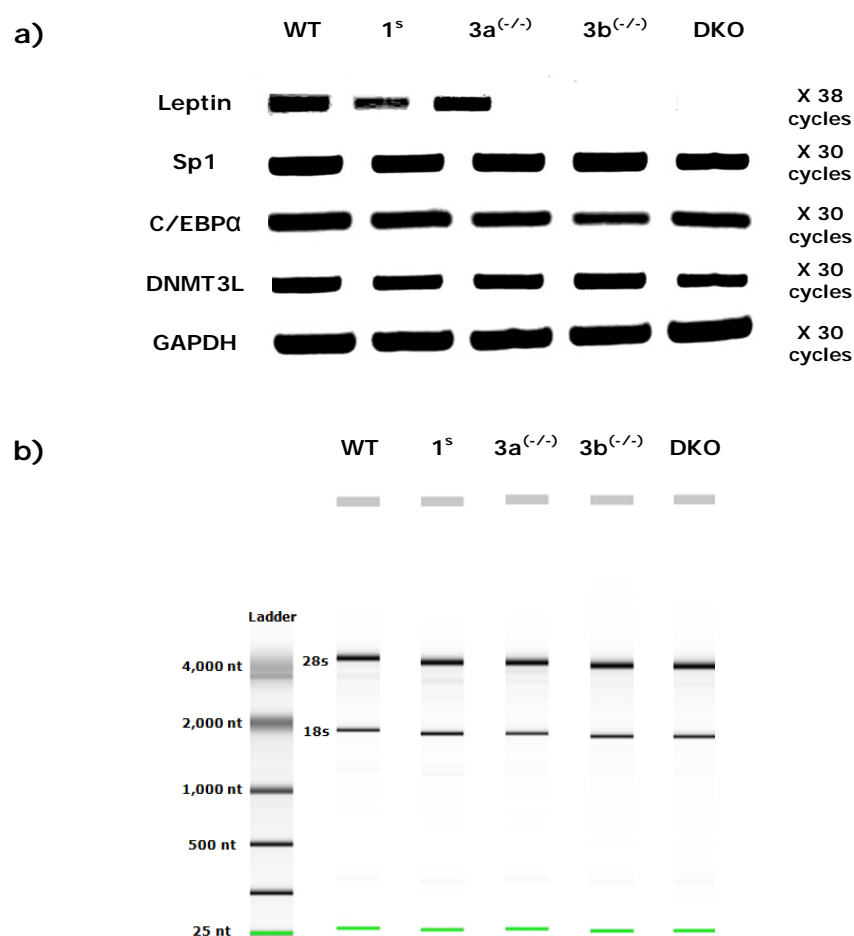 a)
WT 1ˢ 3a⁽⁻/⁻⁾ 3b⁽⁻/⁻⁾ DKO
Leptin X 38 cycles
Sp1 X 30 cycles
C/EBPα X 30 cycles
DNMT3L X 30 cycles
GAPDH X 30 cycles
b)
WT 1ˢ 3a⁽⁻/⁻⁾ 3b⁽⁻/⁻⁾ DKO
Ladder
4,000 nt 28s
2,000 nt 18s
1,000 nt
500 nt
25 nt